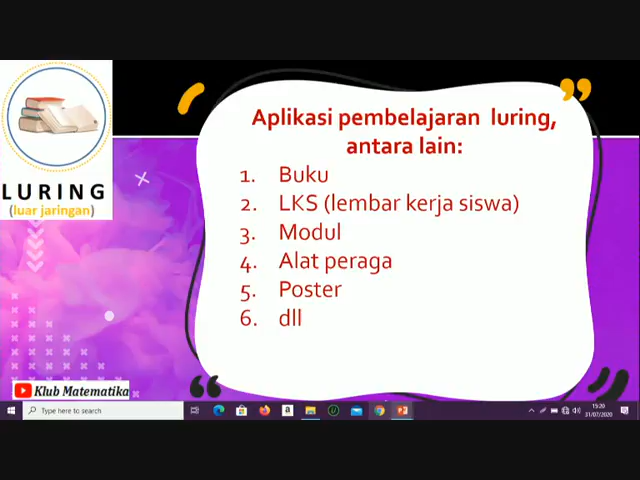 Aplikasi pembelajaran luring,
antara lain:
1. Buku
2. LKS (lembar kerja siswa)
3. Modul
4. Alat peraga
5. Poster
6. dll
LURING
(luar jaringan)
Klub Matematika
Type here to search
15:20
31/07/2020